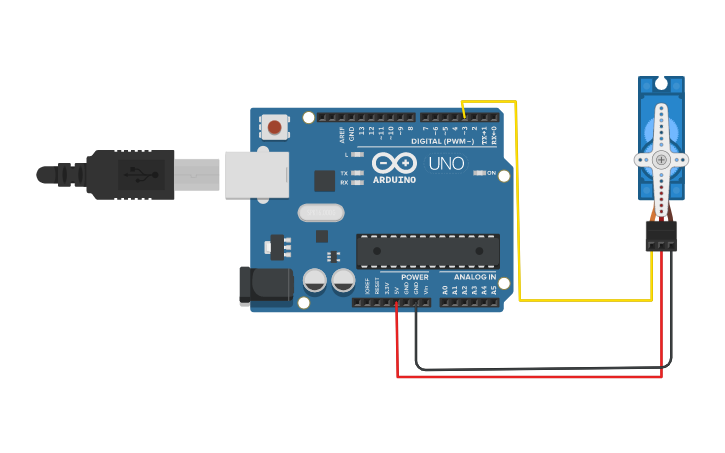 AREF
GND
13
12
~11
~10
~9
8
7
~6
~5
4
~3
2
TX→1
RX←0
DIGITAL (PWM~)
L
TX
RX
ARDUINO
UNO
ON
POWER
ANALOG IN
IOREF
RESET
3.3V
5V
GND
GND
Vin
A0
A1
A2
A3
A4
A5